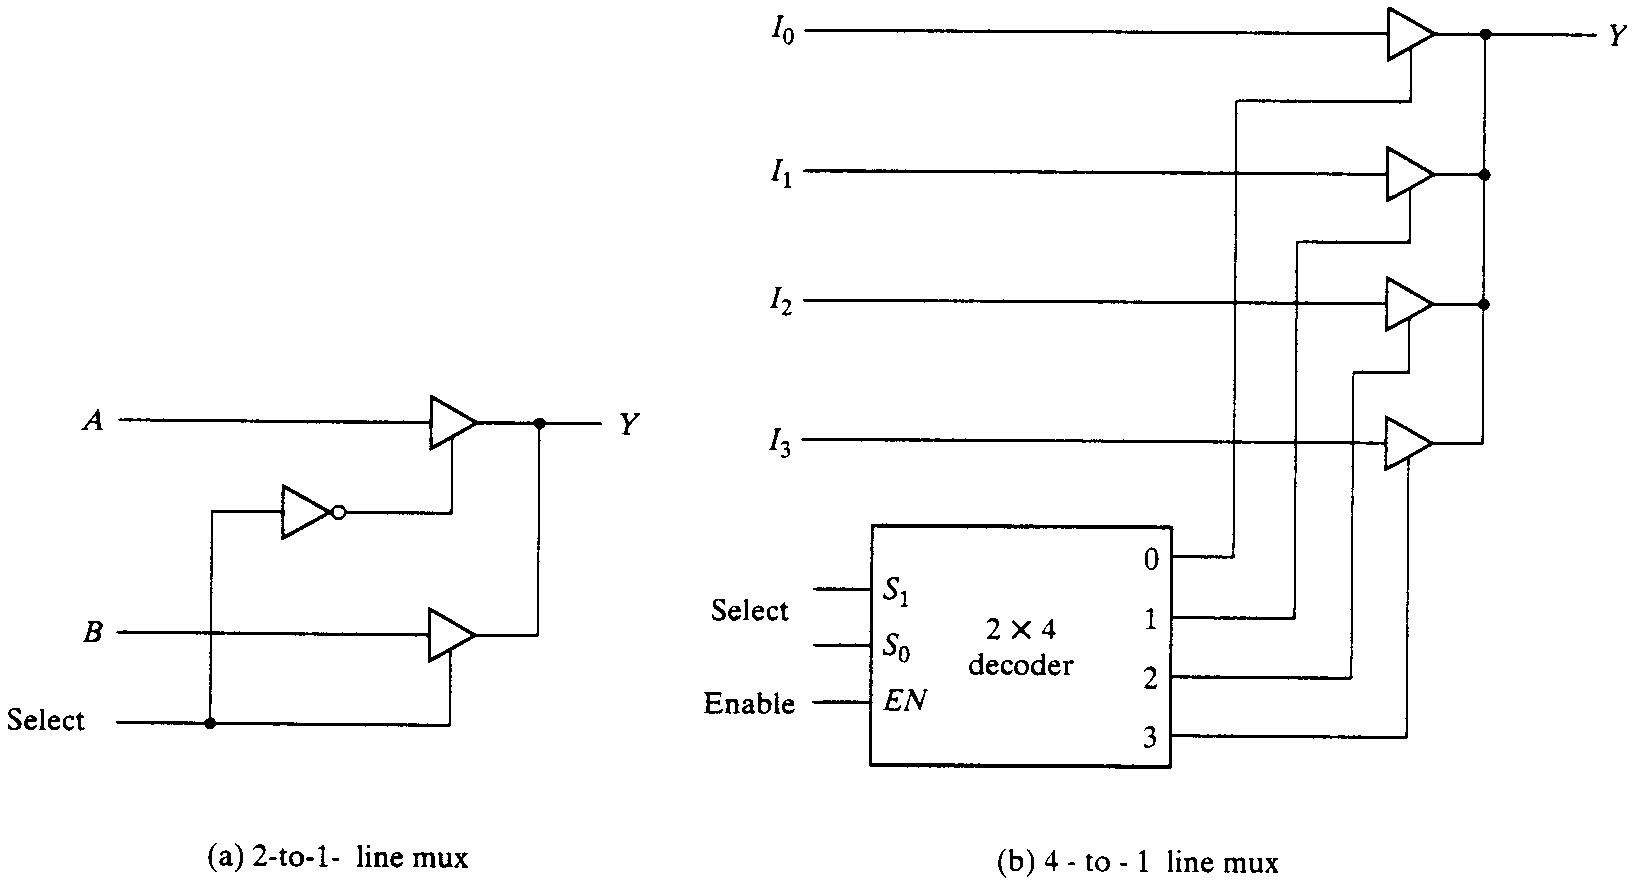 A
Y
B
Select
(a) 2-to-1- line mux
I₀
Y
I₁
I₂
I₃
Select
Enable
S₁
S₀
EN
2 × 4
decoder
0
1
2
3
(b) 4 - to - 1 line mux